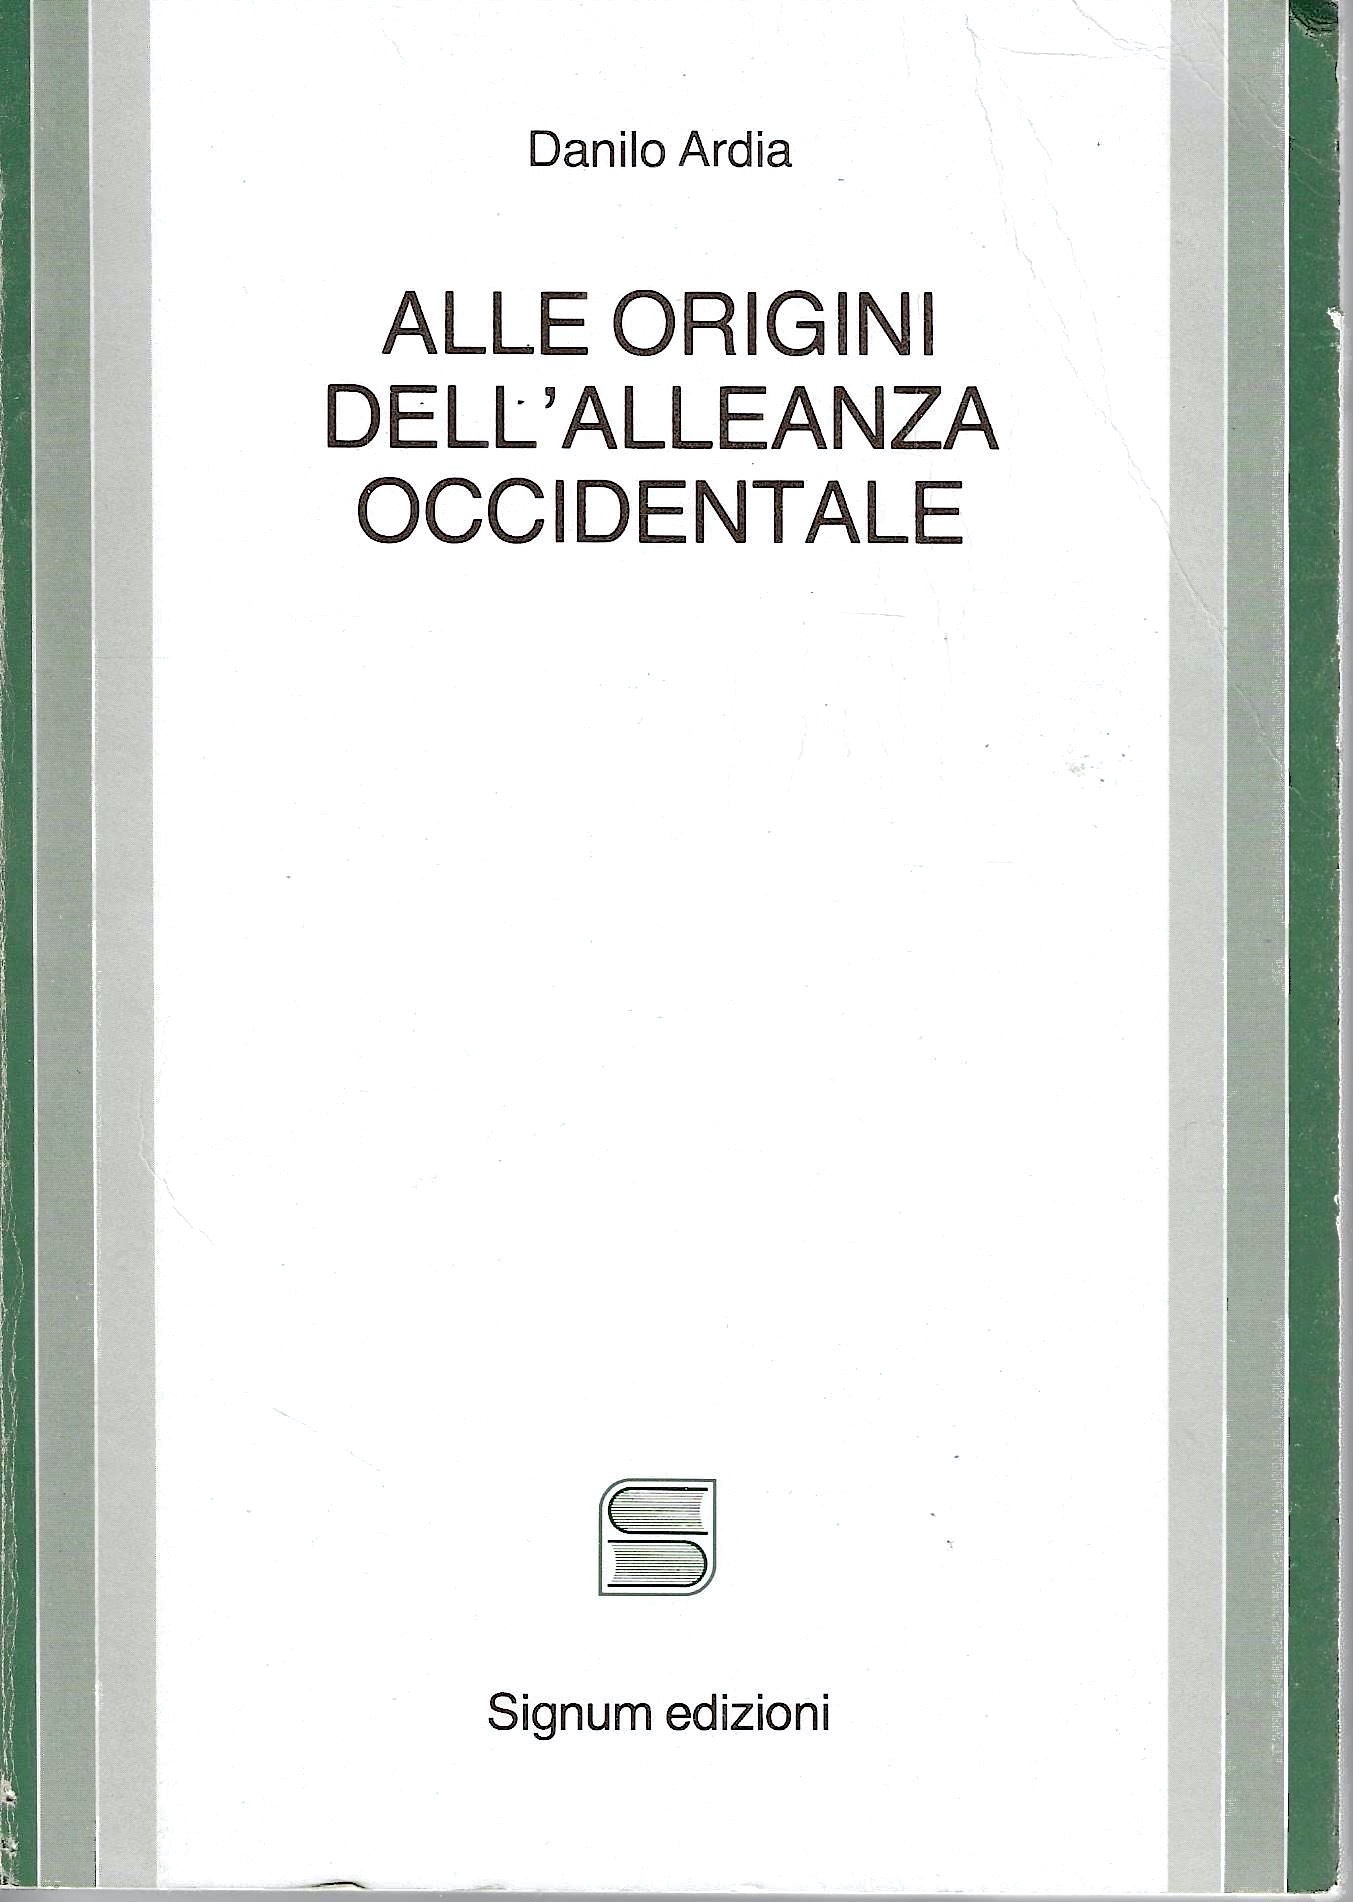 Danilo Ardia
ALLE ORIGINI
DELL'ALLEANZA
OCCIDENTALE
Signum edizioni